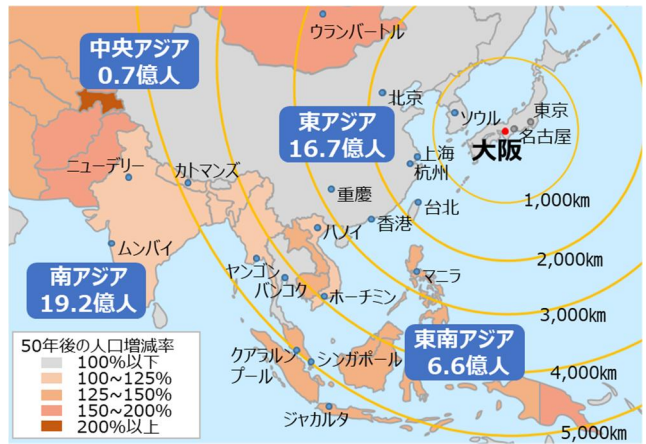 ウランバートル
中央アジア
0.7億人
北京
ソウル
東京
名古屋
大阪
東アジア
16.7億人
上海
杭州
ニューデリー
カトマンズ
重慶
台北
香港
1,000km
ハノイ
ムンバイ
2,000km
南アジア
19.2億人
ヤンゴン
バンコク
マニラ
ホーチミン
3,000km
東南アジア
6.6億人
クアラルン
プール
シンガポール
4,000km
ジャカルタ
5,000km
50年後の人口増減率
100%以下
100~125%
125~150%
150~200%
200%以上